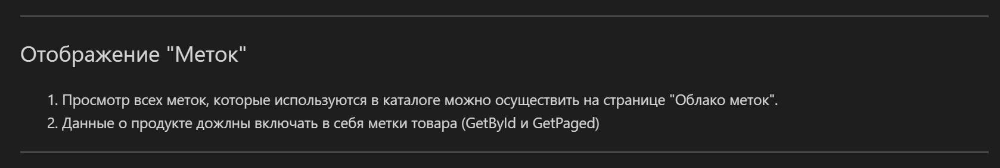 Отображение "Меток"
1. Просмотр всех меток, которые используются в каталоге можно осуществить на странице "Облако меток".
2. Данные о продукте дожлны включать в себя метки товара (GetById и GetPaged)